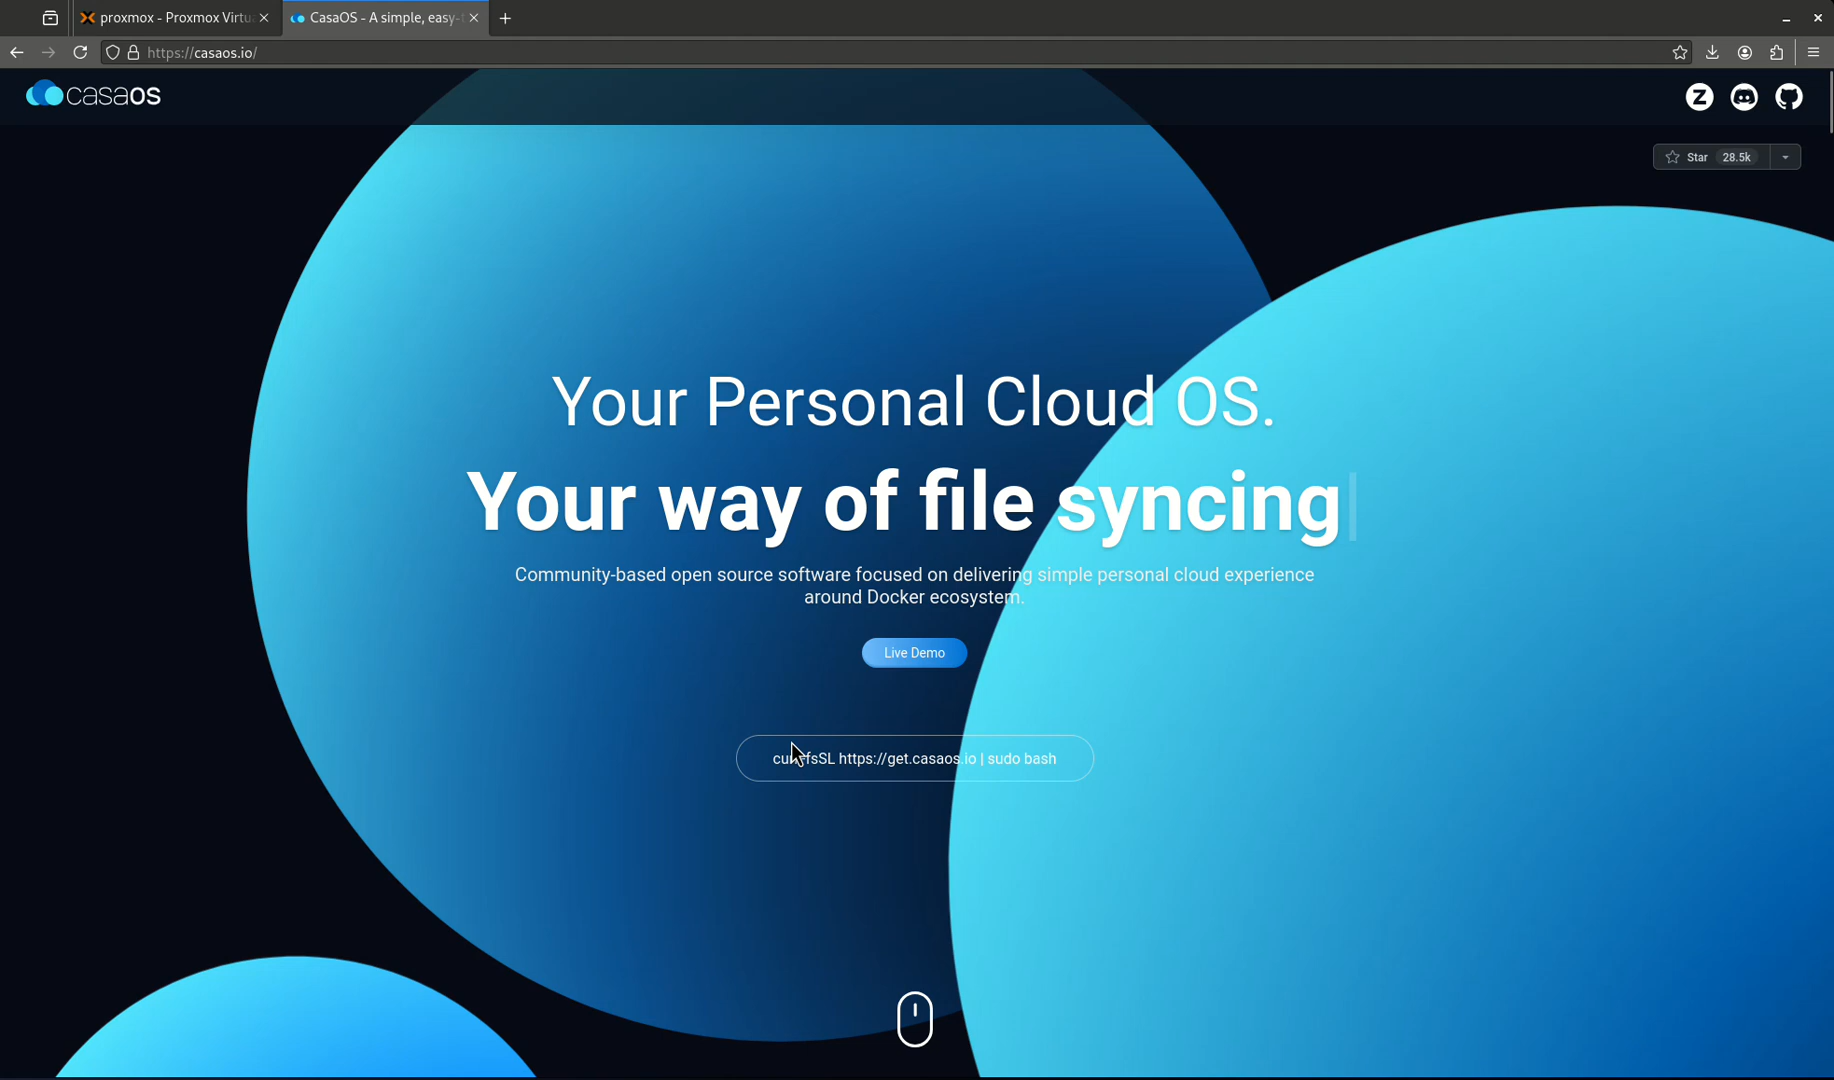 proxmox - Proxmox Virtu
CasaOS - A simple, easy-t
https://casaos.io/
casaOS
Z
Star 28.5k
Your Personal Cloud OS.
Your way of file syncing
Community-based open source software focused on delivering simple personal cloud experience
around Docker ecosystem.
Live Demo
fsSL https://get.casaos.io | sudo bash